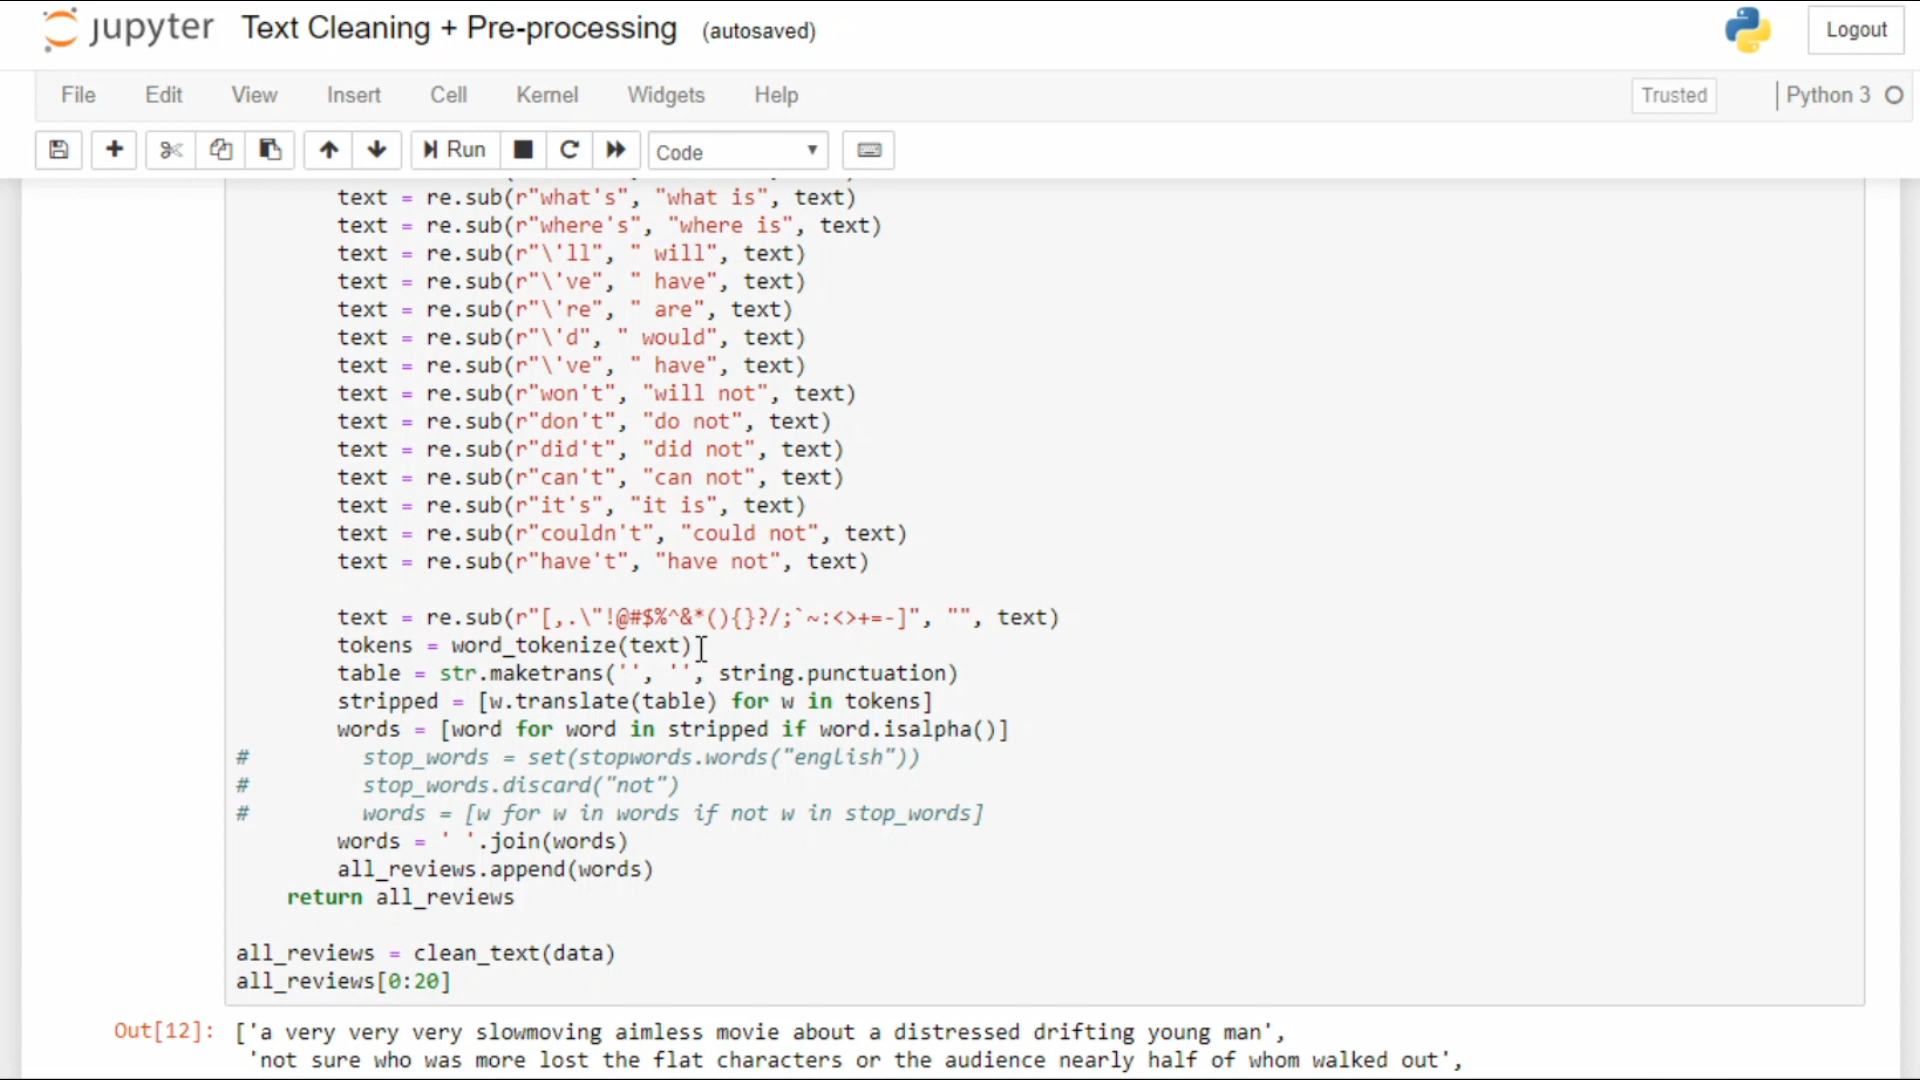 jupyter Text Cleaning + Pre-processing (autosaved) Logout
File Edit View Insert Cell Kernel Widgets Help Trusted Python 3
Run Code
text = re.sub(r"what's", "what is", text)
text = re.sub(r"where's", "where is", text)
text = re.sub(r"\'ll", " will", text)
text = re.sub(r"\'ve", " have", text)
text = re.sub(r"\'re", " are", text)
text = re.sub(r"\'d", " would", text)
text = re.sub(r"\'ve", " have", text)
text = re.sub(r"won't", "will not", text)
text = re.sub(r"don't", "do not", text)
text = re.sub(r"did't", "did not", text)
text = re.sub(r"can't", "can not", text)
text = re.sub(r"it's", "it is", text)
text = re.sub(r"couldn't", "could not", text)
text = re.sub(r"have't", "have not", text)
text = re.sub(r"[,.\"!@#$%^&*(){}?/;`~:<>+=-]", "", text)
tokens = word_tokenize(text)
table = str.maketrans('', '', string.punctuation)
stripped = [w.translate(table) for w in tokens]
words = [word for word in stripped if word.isalpha()]
# stop_words = set(stopwords.words("english"))
# stop_words.discard("not")
# words = [w for w in words if not w in stop_words]
words = ' '.join(words)
all_reviews.append(words)
return all_reviews
all_reviews = clean_text(data)
all_reviews[0:20]
Out[12]: ['a very very very slowmoving aimless movie about a distressed drifting young man',
'not sure who was more lost the flat characters or the audience nearly half of whom walked out',